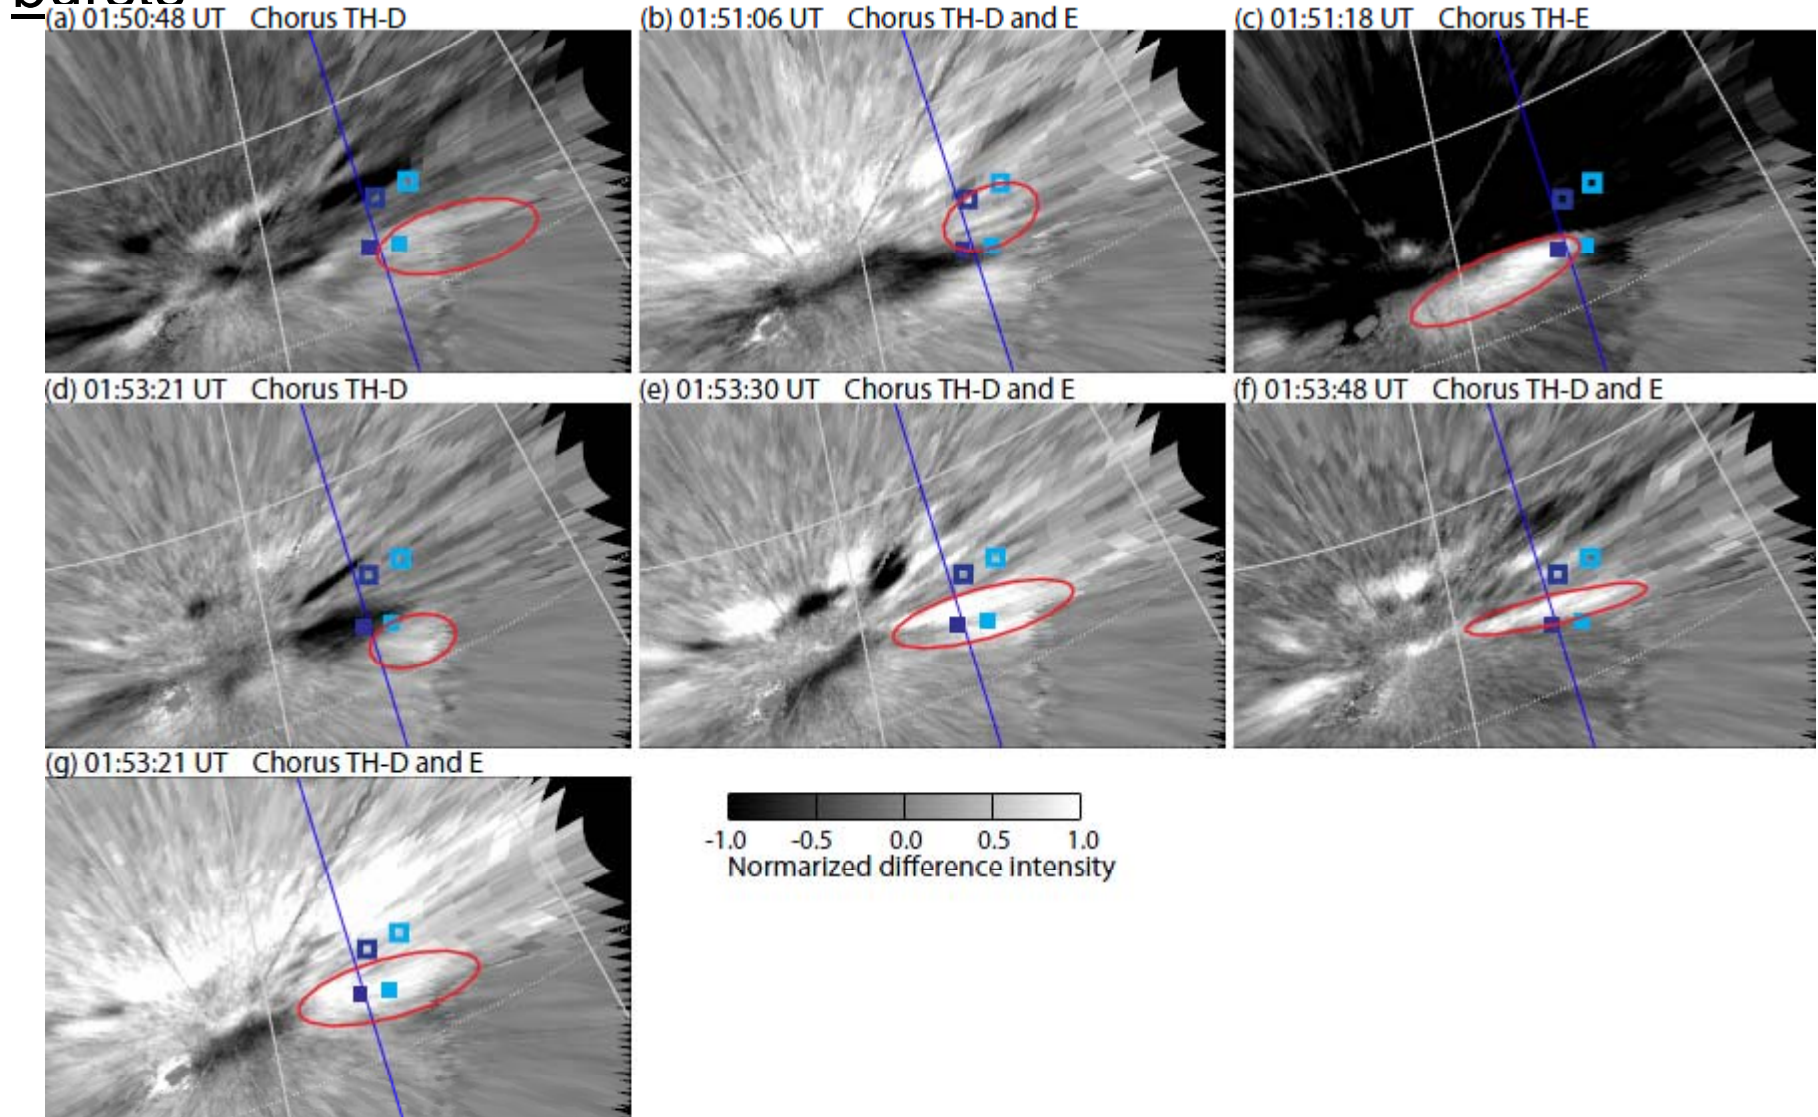 (a) 01:50:48 UT Chorus TH-D
(b) 01:51:06 UT Chorus TH-D and E
(c) 01:51:18 UT Chorus TH-E
(d) 01:53:21 UT Chorus TH-D
(e) 01:53:30 UT Chorus TH-D and E
(f) 01:53:48 UT Chorus TH-D and E
(g) 01:53:21 UT Chorus TH-D and E
-1.0 -0.5 0.0 0.5 1.0
Normarized difference intensity